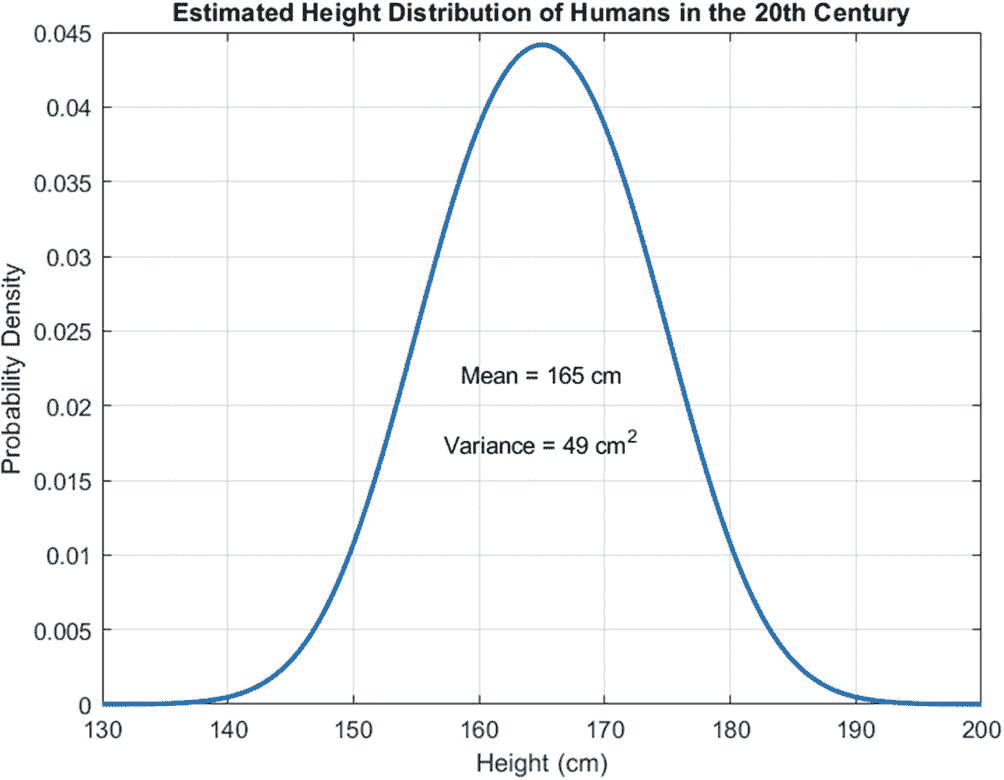 Estimated Height Distribution of Humans in the 20th Century
0.045
0.04
0.035
0.03
0.025
0.02
0.015
0.01
0.005
0
Probability Density
Mean = 165 cm
Variance = 49 cm²
130 140 150 160 170 180 190 200
Height (cm)